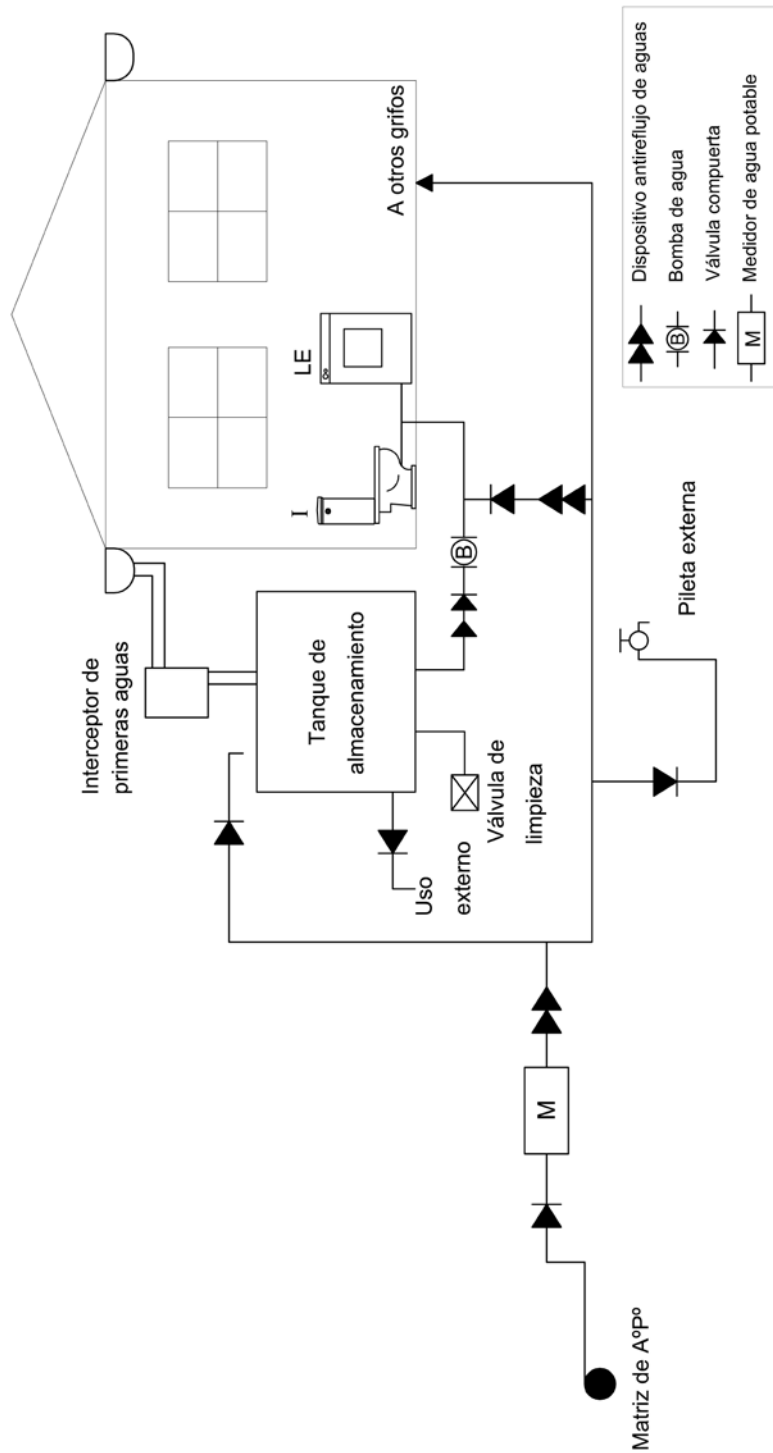 Interceptor de
primeras aguas
Tanque de
almacenamiento
Uso
externo
Válvula de
limpieza
I
LE
A otros grifos
B
M
Matriz de AºPº
Pileta externa
Dispositivo antireflujo de aguas
B
Bomba de agua
Válvula compuerta
M
Medidor de agua potable